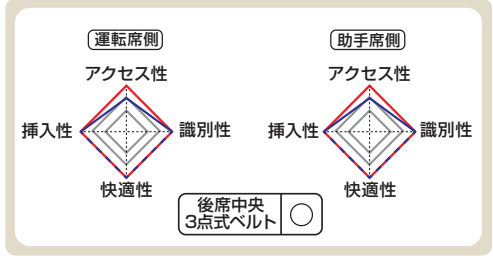 運転席側
アクセス性
挿入性
識別性
快適性
助手席側
アクセス性
挿入性
識別性
快適性
後席中央
3点式ベルト
○